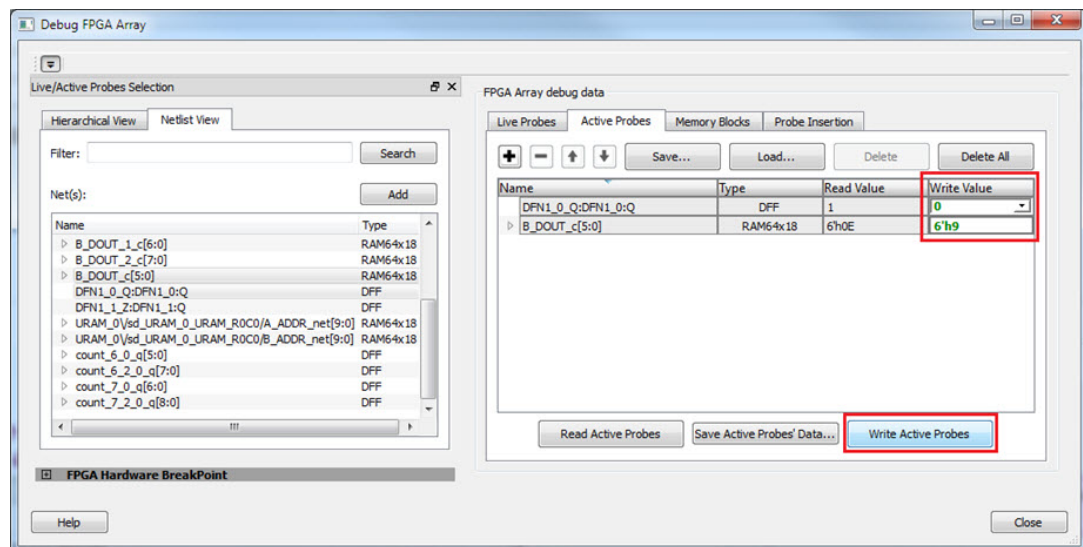 Debug FPGA Array
Live/Active Probes Selection
Hierarchical View Netlist View
Filter: Search
Net(s): Add
Name Type
B_DOUT_1_c[6:0] RAM64x18
B_DOUT_2_c[7:0] RAM64x18
B_DOUT_c[5:0] RAM64x18
DFN1_0_Q:DFN1_0:Q DFF
DFN1_1_Z:DFN1_1:Q DFF
URAM_0\/sd_URAM_0_URAM_R0C0/A_ADDR_net[9:0] RAM64x18
URAM_0\/sd_URAM_0_URAM_R0C0/B_ADDR_net[9:0] RAM64x18
count_6_0_q[5:0] DFF
count_6_2_0_q[7:0] DFF
count_7_0_q[6:0] DFF
count_7_2_0_q[8:0] DFF
FPGA Hardware BreakPoint
FPGA Array debug data
Live Probes Active Probes Memory Blocks Probe Insertion
Save... Load... Delete Delete All
Name Type Read Value Write Value
DFN1_0_Q:DFN1_0:Q DFF 1 0
B_DOUT_c[5:0] RAM64x18 6'h0E 6'h9
Read Active Probes Save Active Probes' Data... Write Active Probes
Help Close